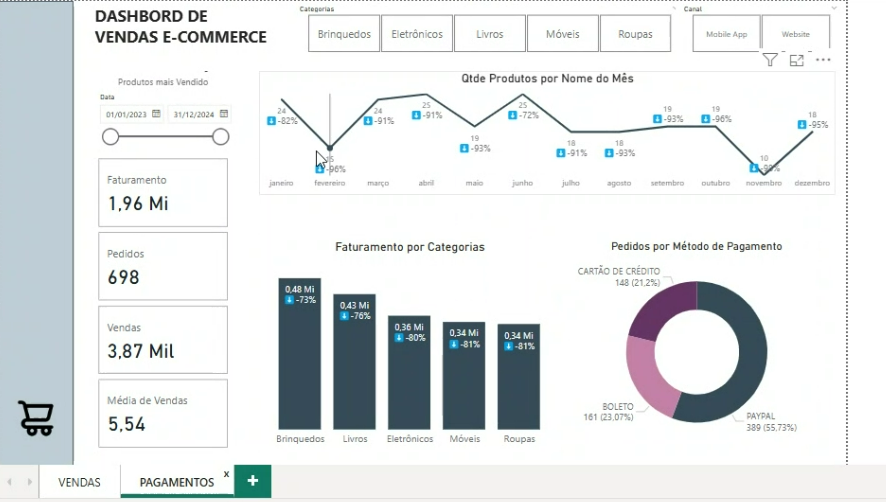 DASHBORD DE
VENDAS E-COMMERCE
Categorias
Brinquedos
Eletrônicos
Livros
Móveis
Roupas
Canal
Mobile App
Website
Produtos mais Vendido
Data
01/01/2023
31/12/2024
Faturamento
1,96 Mi
Pedidos
698
Vendas
3,87 Mil
Média de Vendas
5,54
Qtde Produtos por Nome do Mês
24
-82%
-96%
24
-91%
25
-91%
19
-93%
25
-72%
18
-91%
18
-93%
19
-93%
19
-96%
10
18
-95%
janeiro
fevereiro
março
abril
maio
junho
julho
agosto
setembro
outubro
novembro
dezembro
Faturamento por Categorias
0,48 Mi
-73%
0,43 Mi
-76%
0,36 Mi
-80%
0,34 Mi
-81%
0,34 Mi
-81%
Brinquedos
Livros
Eletrônicos
Móveis
Roupas
Pedidos por Método de Pagamento
CARTÃO DE CRÉDITO
148 (21,2%)
BOLETO
161 (23,07%)
PAYPAL
389 (55,73%)
VENDAS
PAGAMENTOS
x
+